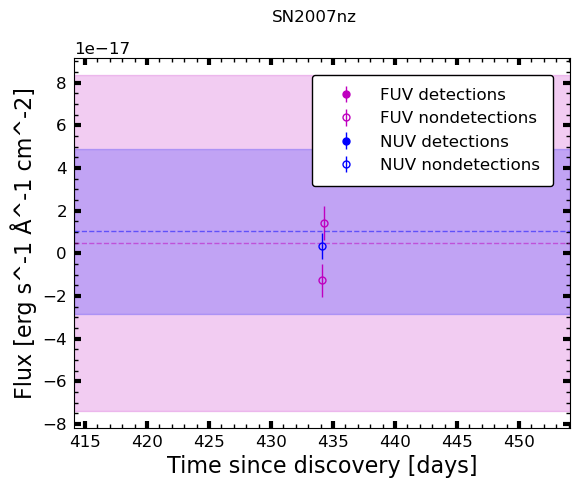 SN2007nz
1e−17
8
6
4
2
0
−2
−4
−6
−8
Flux [erg s^-1 Å^-1 cm^-2]
FUV detections
FUV nondetections
NUV detections
NUV nondetections
415 420 425 430 435 440 445 450
Time since discovery [days]